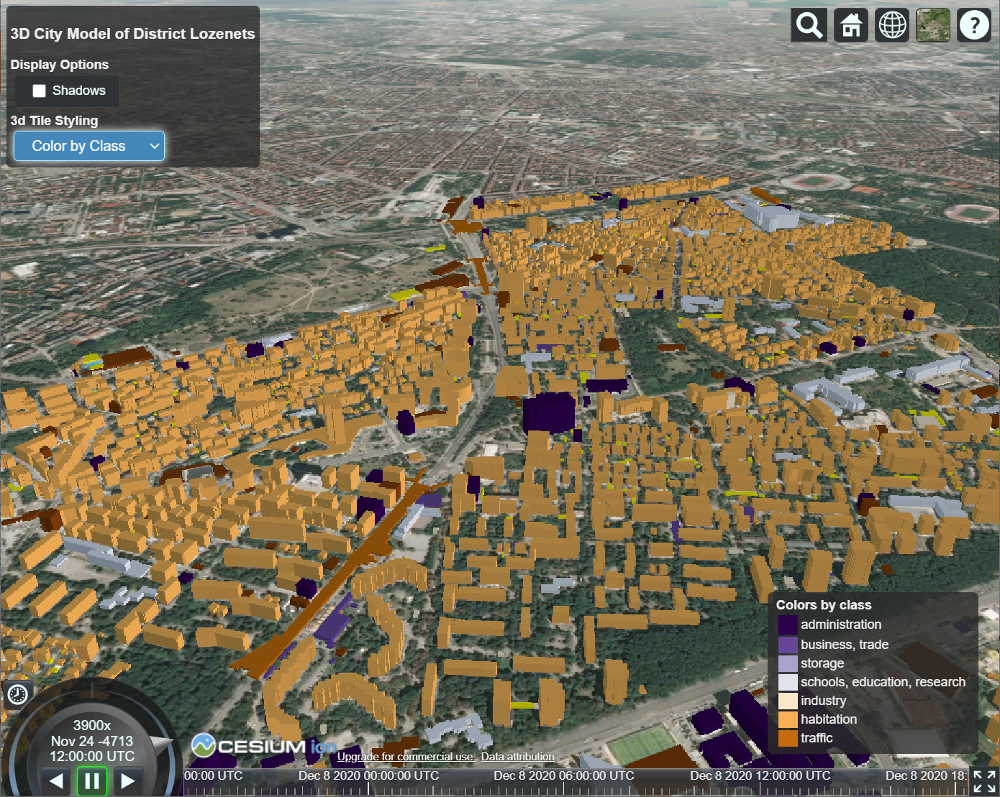 3D City Model of District Lozenets
Display Options
Shadows
3d Tile Styling
Color by Class
?
Colors by class
administration
business, trade
storage
schools, education, research
industry
habitation
traffic
3900x
Nov 24 -4713
12:00:00 UTC
CESIUM ion
Upgrade for commercial use. Data attribution
00:00 UTC
Dec 8 2020 00:00:00 UTC
Dec 8 2020 06:00:00 UTC
Dec 8 2020 12:00:00 UTC
Dec 8 2020 18: